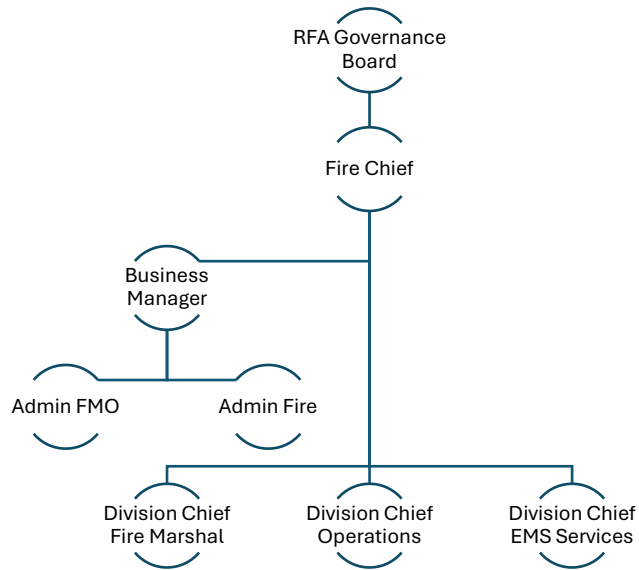 RFA Governance
Board
Fire Chief
Business
Manager
Admin FMO
Admin Fire
Division Chief
Fire Marshal
Division Chief
Operations
Division Chief
EMS Services